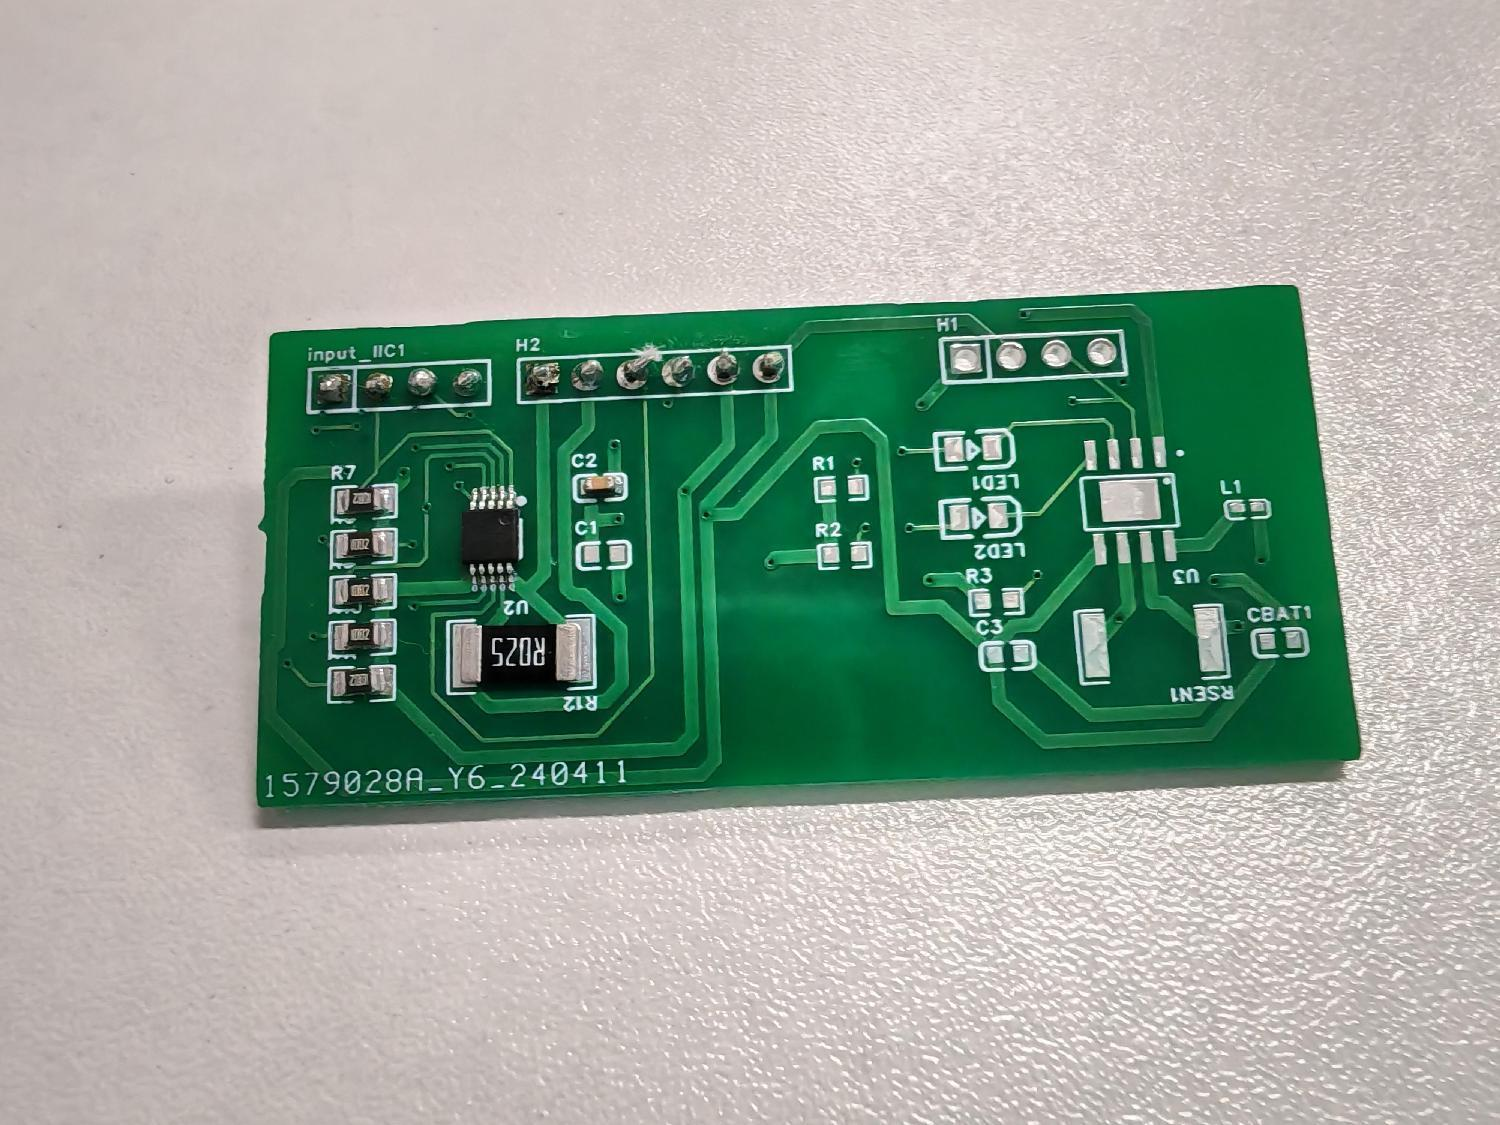 input_IIC1
H2
H1
R7
C2
C1
U2
R025
R12
R1
R2
LED1
LED2
R3
C3
U3
L1
CBAT1
RSEN1
1579028A_Y6_240411